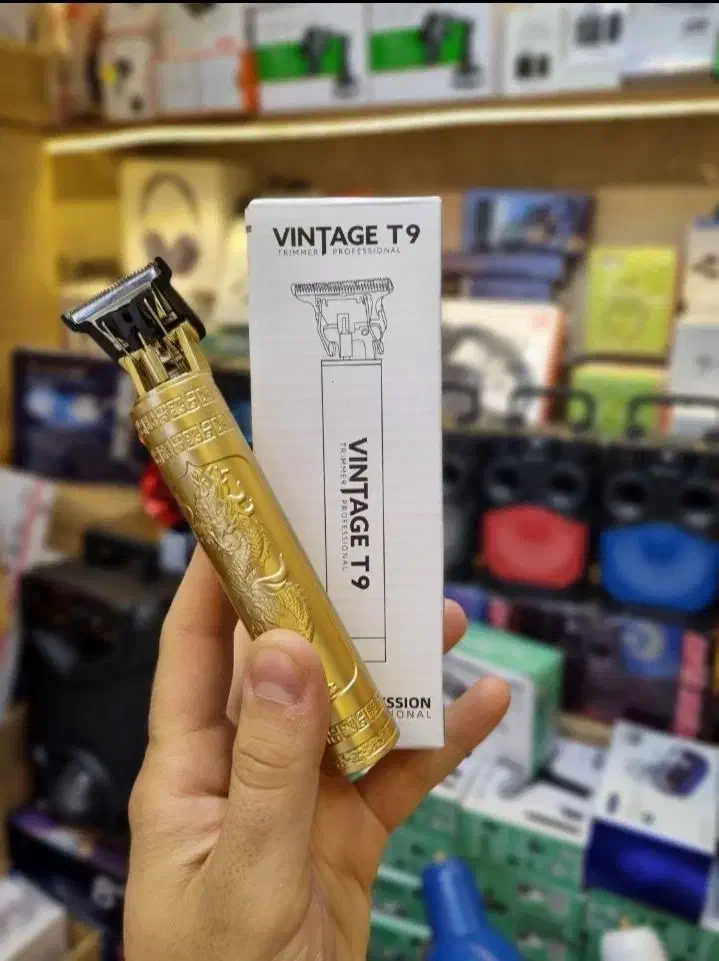 VINTAGE T9
TRIMMER PROFESSIONAL
VINTAGE T9
TRIMMER PROFESSIONAL
SSION
ONAL